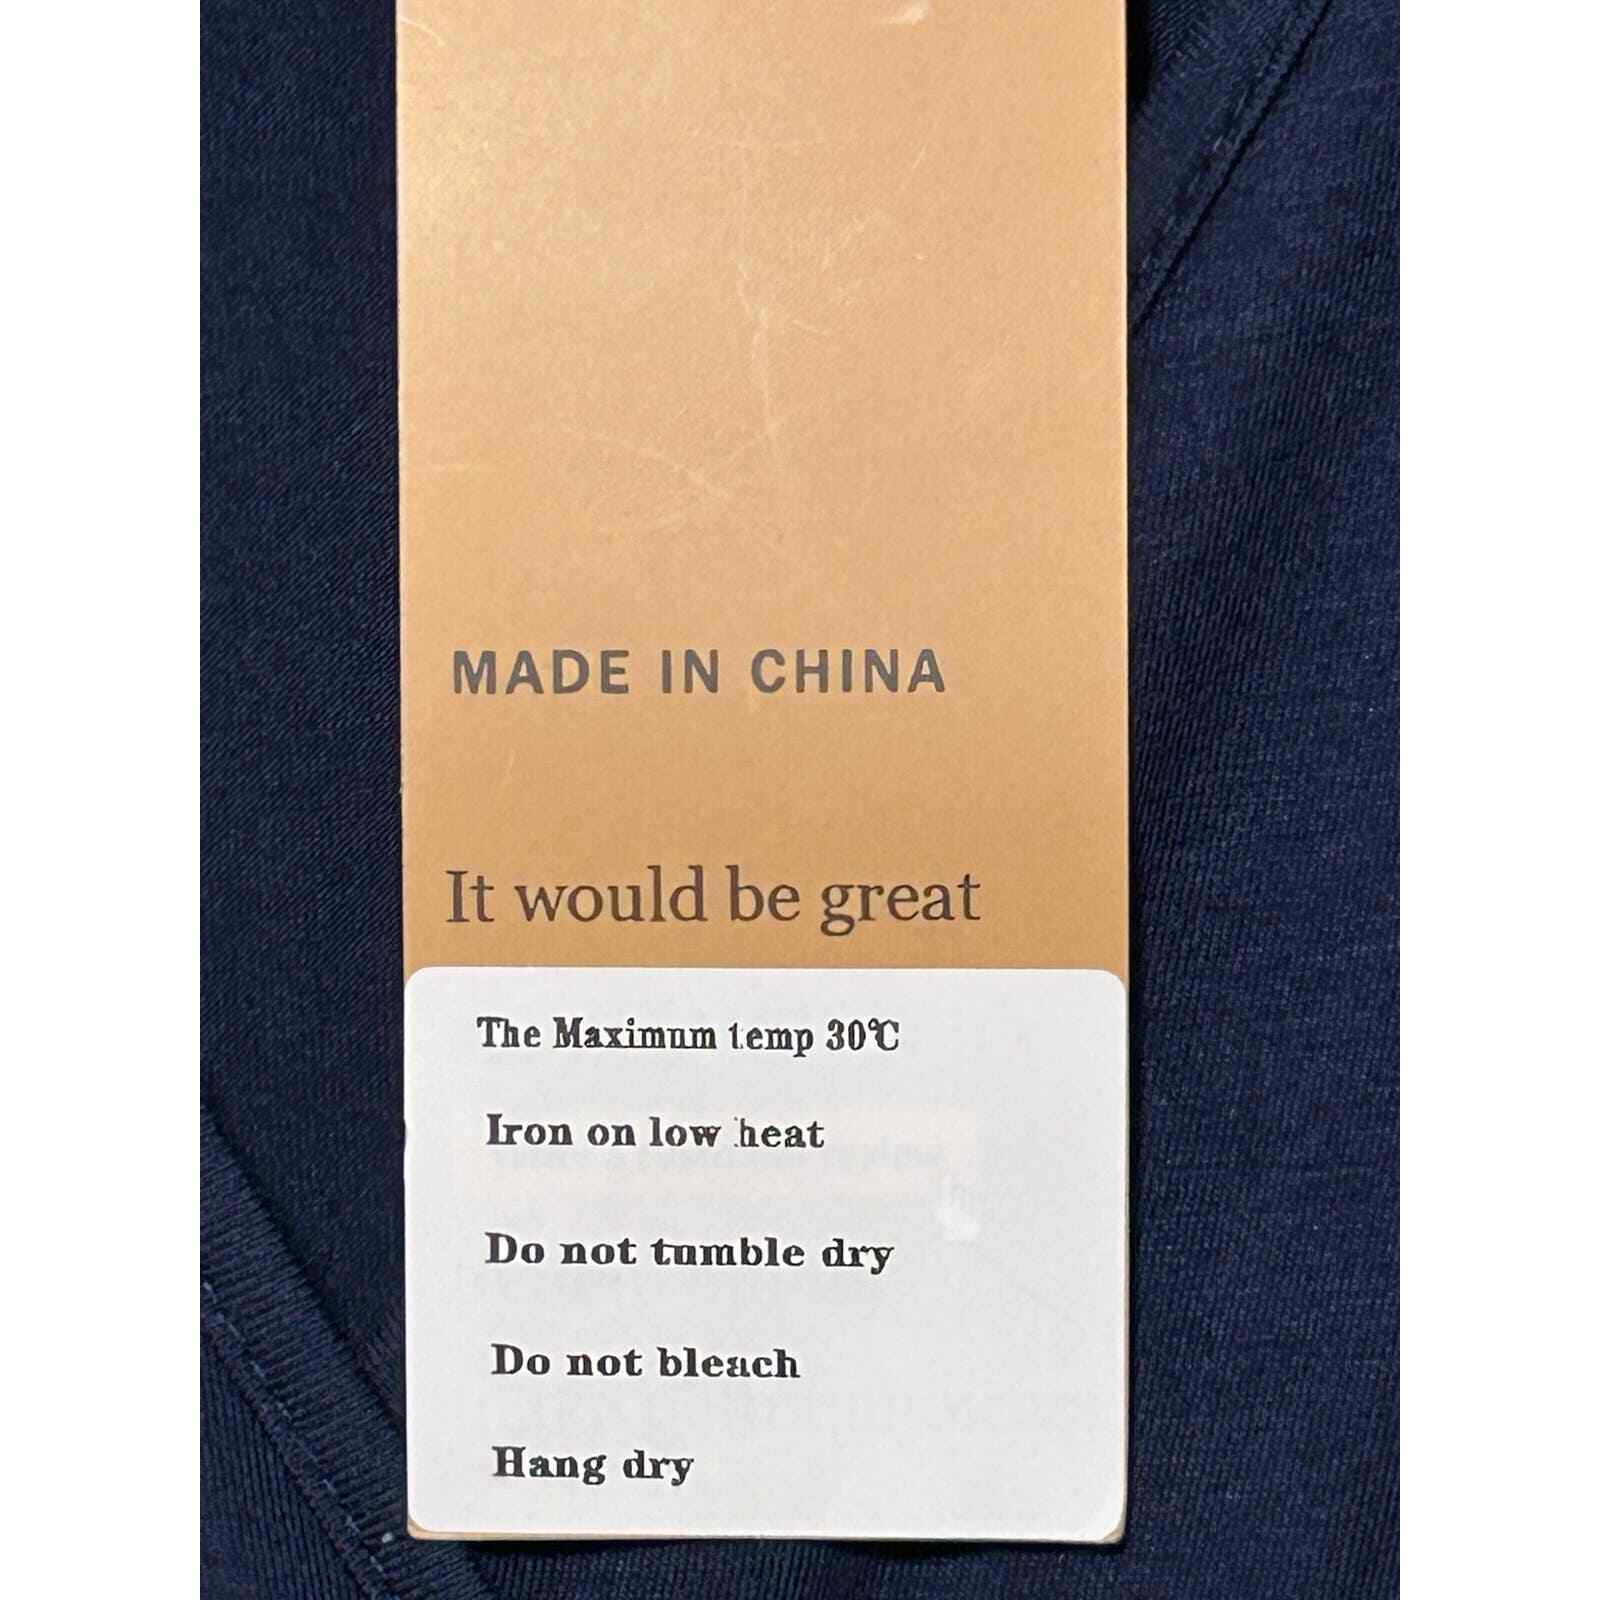 MADE IN CHINA
It would be great
The Maximum temp 30℃
Iron on low heat
Do not tumble dry
Do not bleach
Hang dry